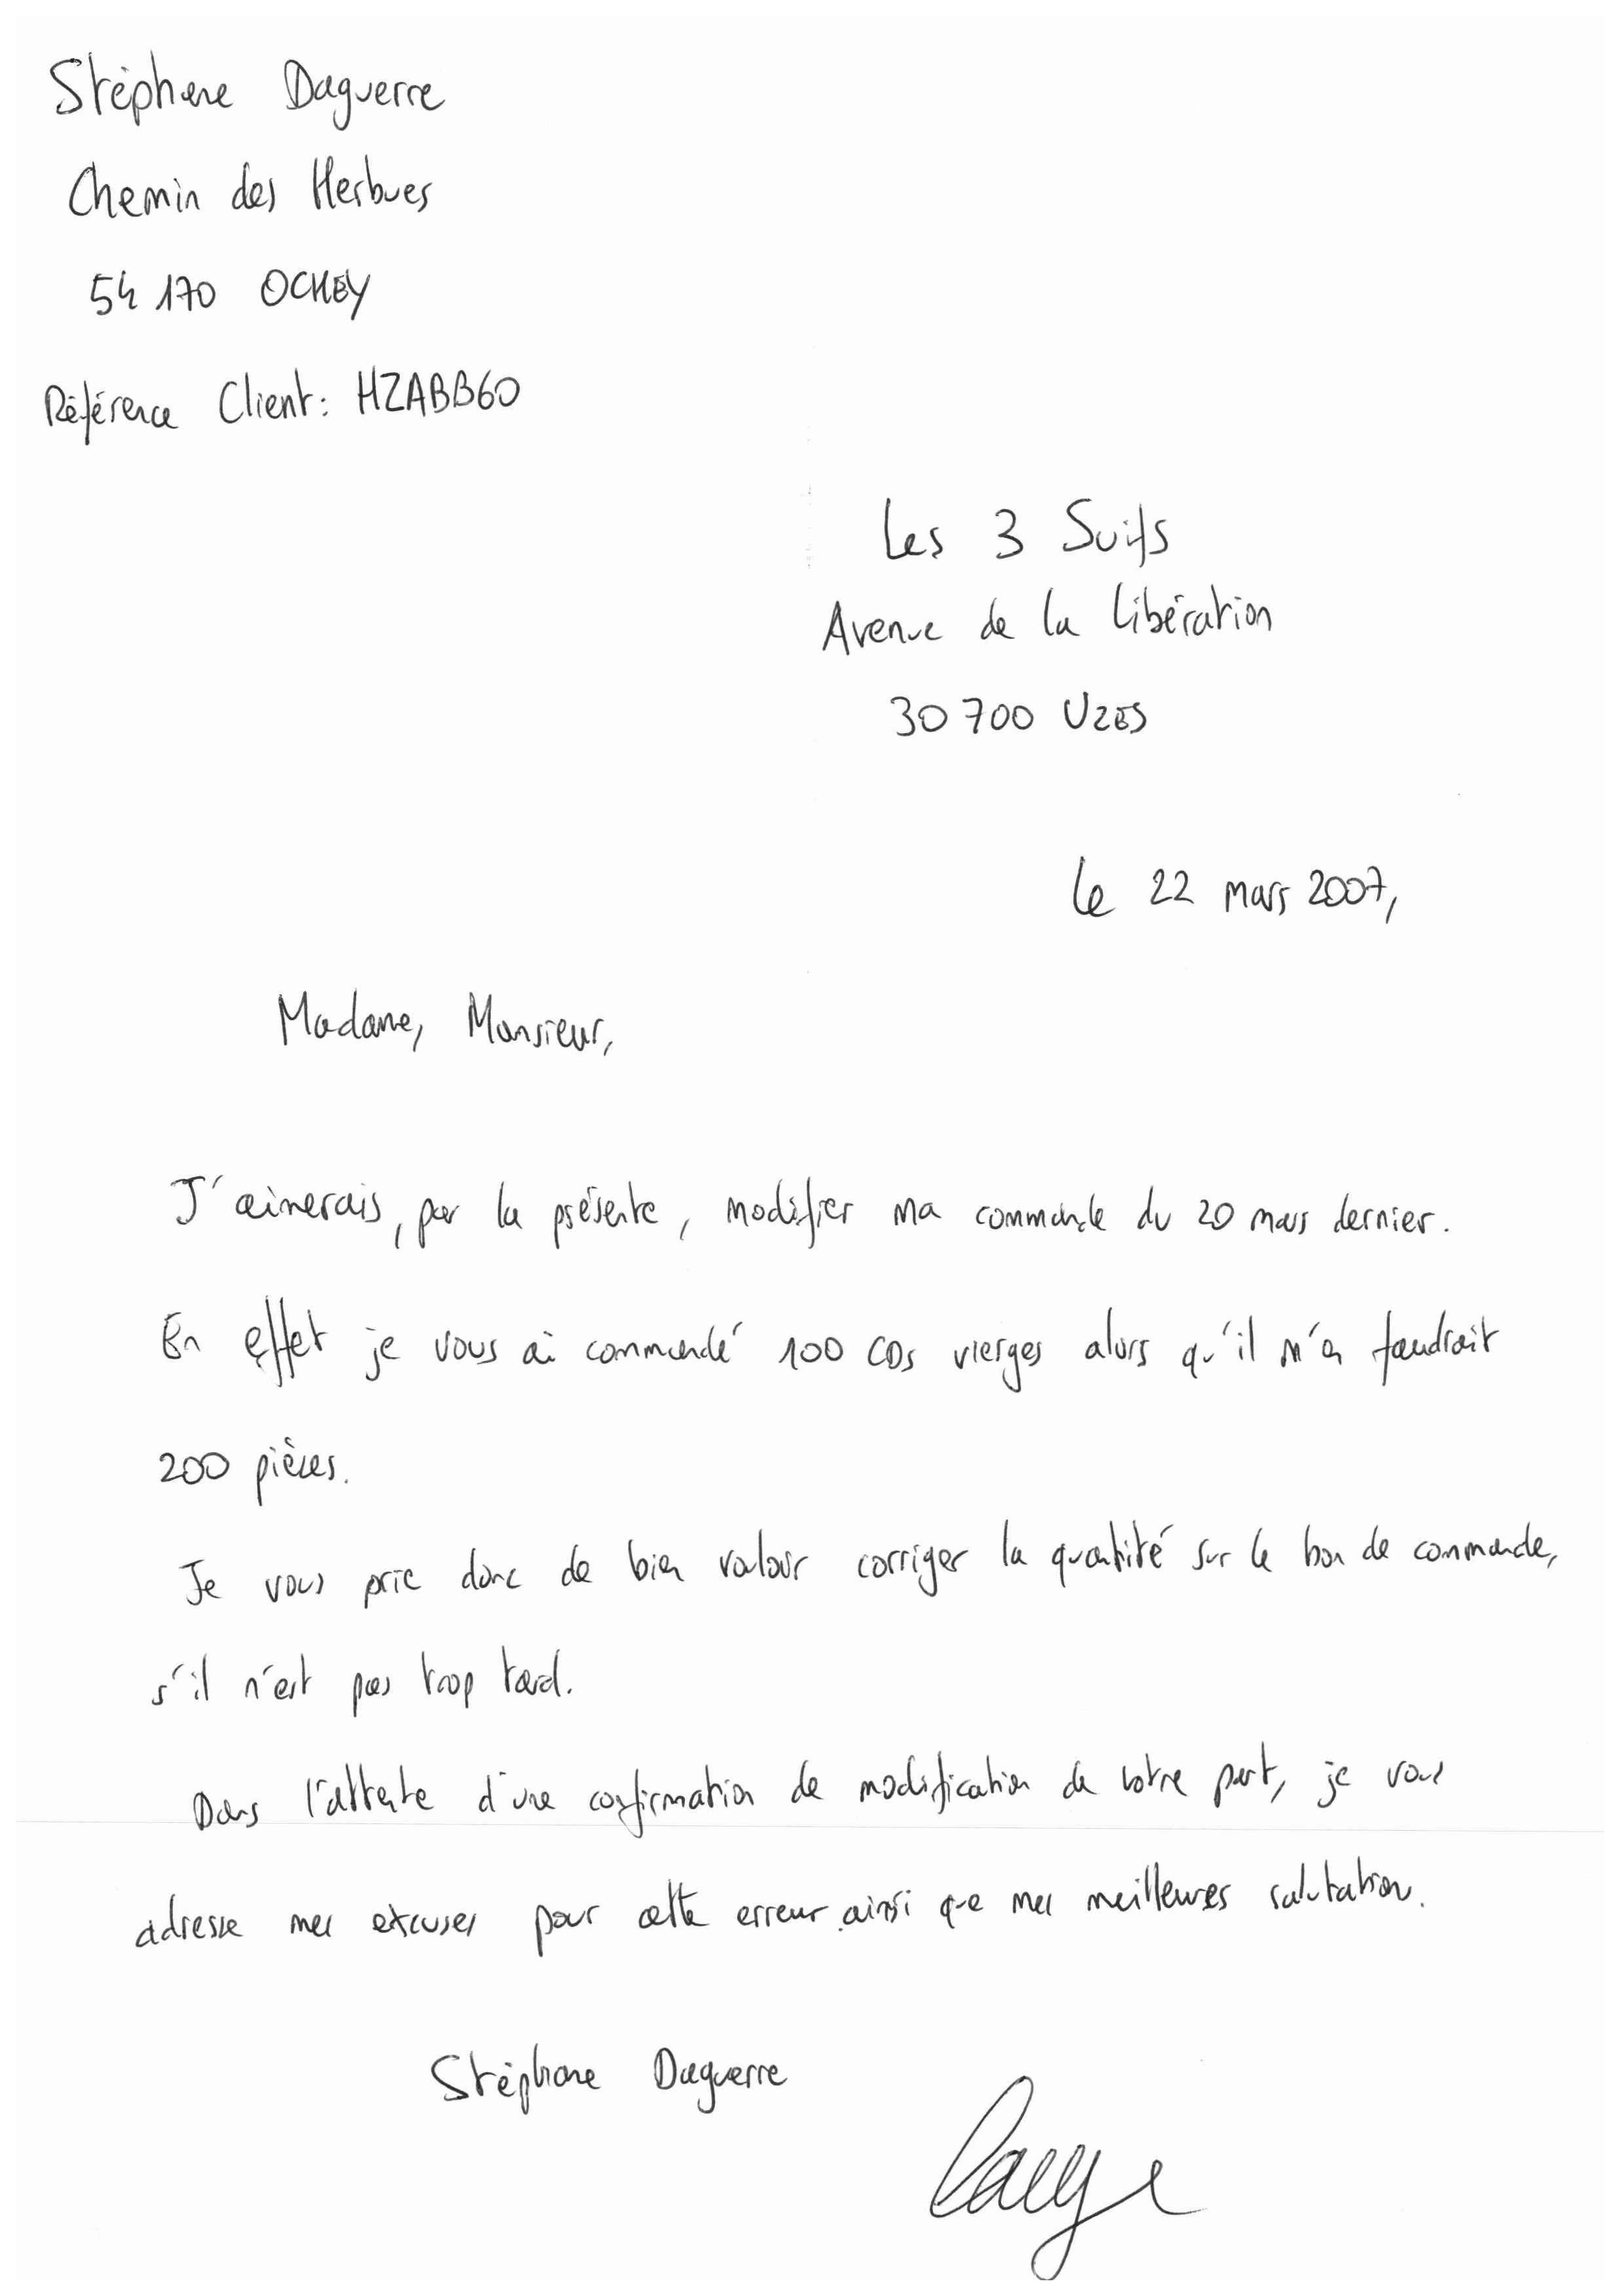 Stéphane Daguerre
Chemin des Herbues
54 170 OCHEY
Référence Client : HZABB60
Les 3 Suifs
Avenue de la Libération
30 700 UZES
Le 22 mars 2007,
Madame, Monsieur,
J'aimerais, par la présente, modifier ma commande du 20 mars dernier.
En effet je vous ai commandé 100 CDs vierges alors qu'il m'en faudrait
200 pièces.
Je vous prie donc de bien valoir corriger la quantité sur le bon de commande,
s'il n'est pas trop tard.
Dans l'attente d'une confirmation de modification de votre part, je vous
adresse mes excuses pour cette erreur ainsi que mes meilleures salutation.
Stéphane Daguerre